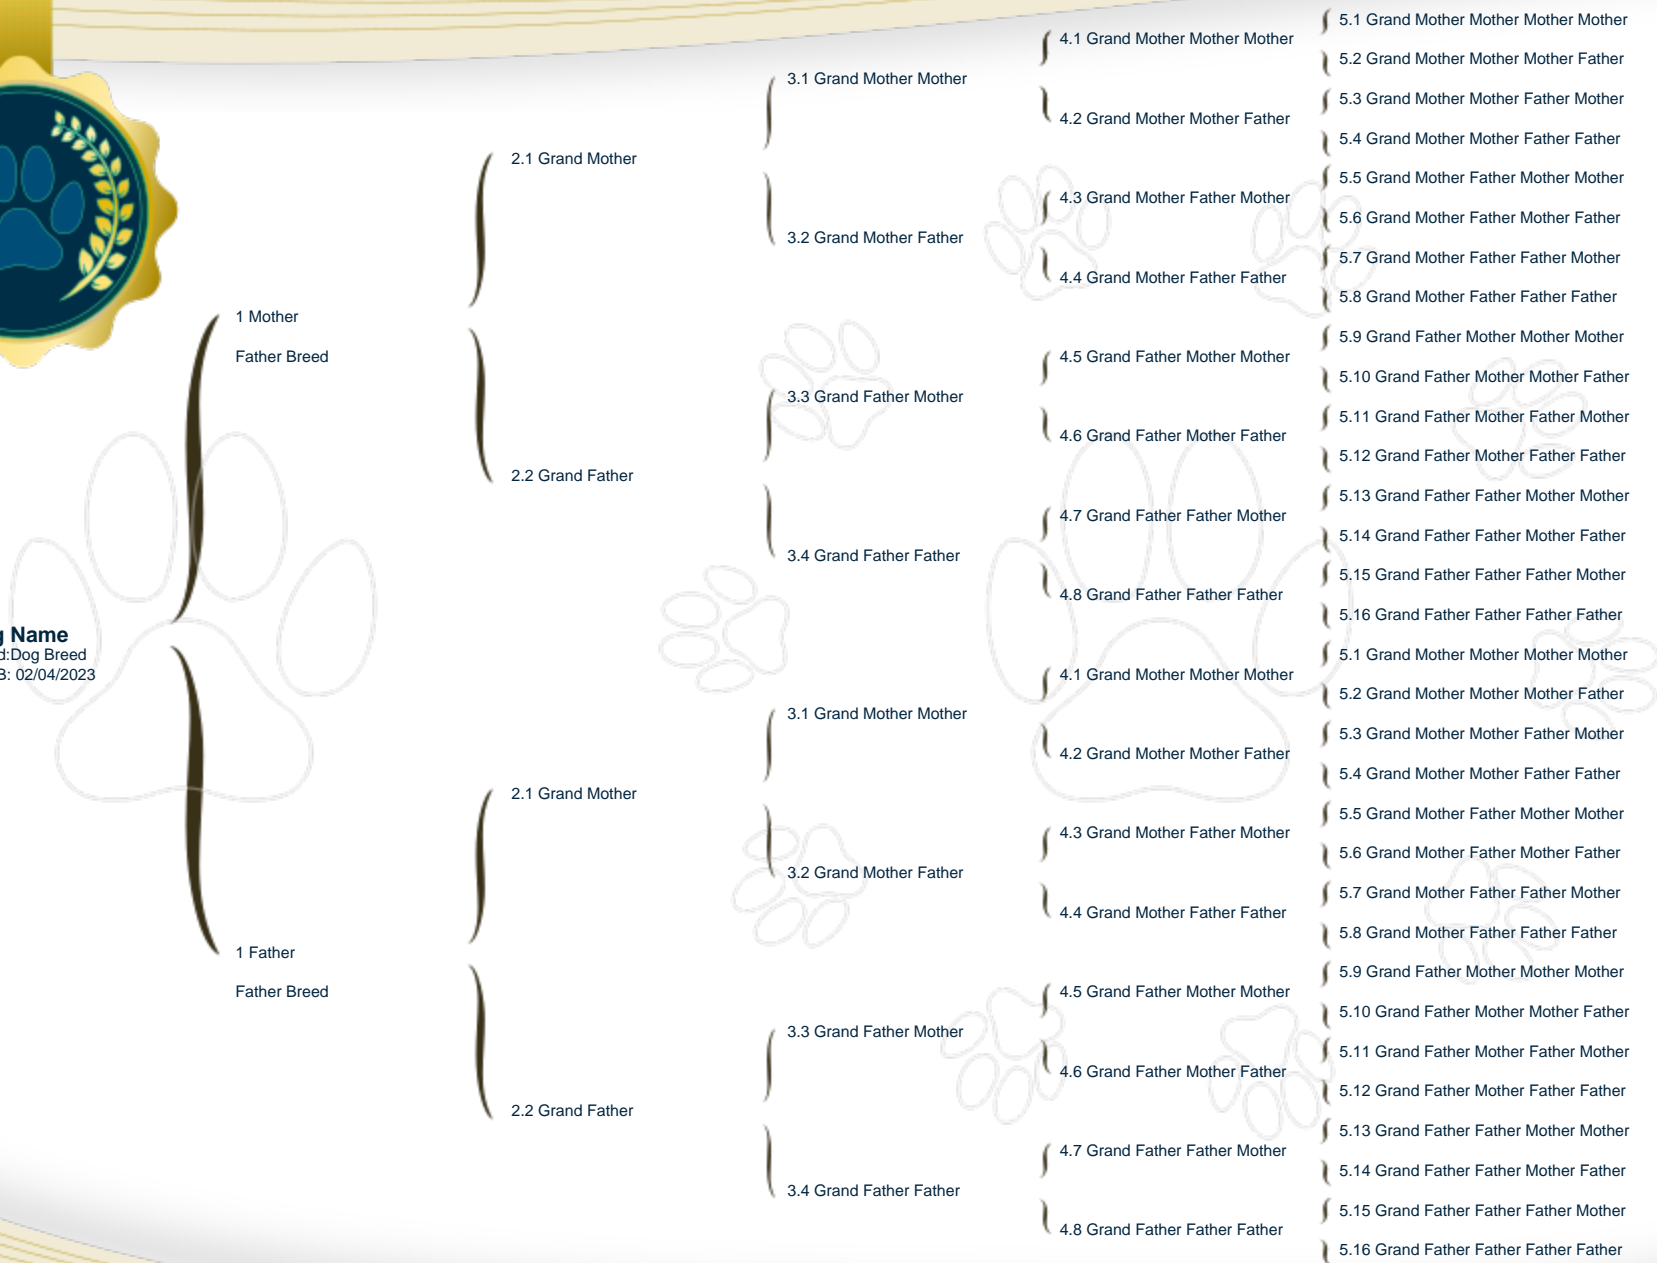 g Name
d:Dog Breed
B: 02/04/2023
1 Mother
Father Breed
1 Father
Father Breed
2.1 Grand Mother
2.2 Grand Father
2.1 Grand Mother
2.2 Grand Father
3.1 Grand Mother Mother
3.2 Grand Mother Father
3.3 Grand Father Mother
3.4 Grand Father Father
3.1 Grand Mother Mother
3.2 Grand Mother Father
3.3 Grand Father Mother
3.4 Grand Father Father
4.1 Grand Mother Mother Mother
4.2 Grand Mother Mother Father
4.3 Grand Mother Father Mother
4.4 Grand Mother Father Father
4.5 Grand Father Mother Mother
4.6 Grand Father Mother Father
4.7 Grand Father Father Mother
4.8 Grand Father Father Father
4.1 Grand Mother Mother Mother
4.2 Grand Mother Mother Father
4.3 Grand Mother Father Mother
4.4 Grand Mother Father Father
4.5 Grand Father Mother Mother
4.6 Grand Father Mother Father
4.7 Grand Father Father Mother
4.8 Grand Father Father Father
5.1 Grand Mother Mother Mother Mother
5.2 Grand Mother Mother Mother Father
5.3 Grand Mother Mother Father Mother
5.4 Grand Mother Mother Father Father
5.5 Grand Mother Father Mother Mother
5.6 Grand Mother Father Mother Father
5.7 Grand Mother Father Father Mother
5.8 Grand Mother Father Father Father
5.9 Grand Father Mother Mother Mother
5.10 Grand Father Mother Mother Father
5.11 Grand Father Mother Father Mother
5.12 Grand Father Mother Father Father
5.13 Grand Father Father Mother Mother
5.14 Grand Father Father Mother Father
5.15 Grand Father Father Father Mother
5.16 Grand Father Father Father Father
5.1 Grand Mother Mother Mother Mother
5.2 Grand Mother Mother Mother Father
5.3 Grand Mother Mother Father Mother
5.4 Grand Mother Mother Father Father
5.5 Grand Mother Father Mother Mother
5.6 Grand Mother Father Mother Father
5.7 Grand Mother Father Father Mother
5.8 Grand Mother Father Father Father
5.9 Grand Father Mother Mother Mother
5.10 Grand Father Mother Mother Father
5.11 Grand Father Mother Father Mother
5.12 Grand Father Mother Father Father
5.13 Grand Father Father Mother Mother
5.14 Grand Father Father Mother Father
5.15 Grand Father Father Father Mother
5.16 Grand Father Father Father Father